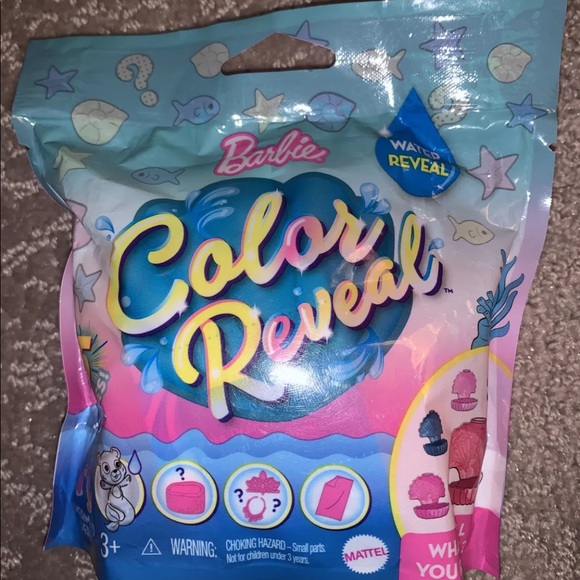 Barbie
WATER
REVEAL
Color
Reveal
™
?
?
? ?
3+
WARNING: CHOKING HAZARD – Small parts.
Not for children under 3 years.
MATTEL
WH
YOU